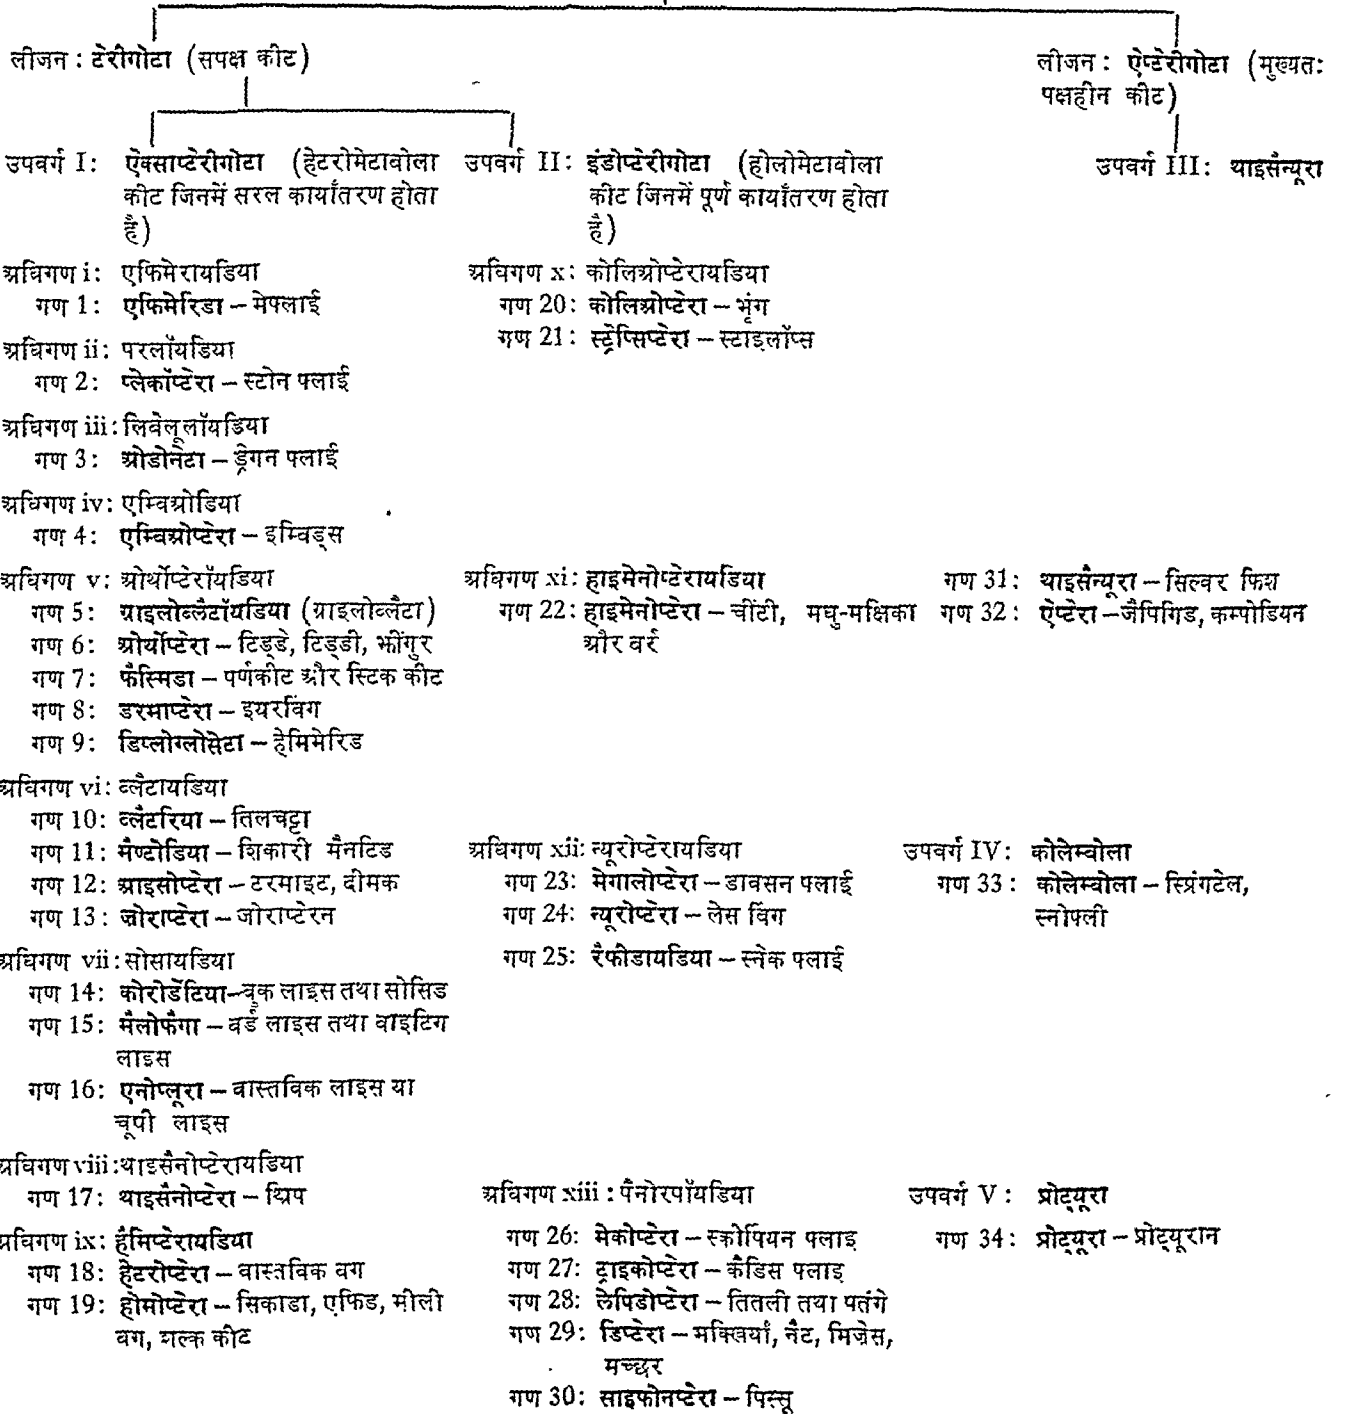 लीजन : टेरीगोटा (सपक्ष कीट)
लीजन : ऐप्टेरीगोटा (मुख्यतः
पक्षहीन कीट)
उपवर्ग I: ऐक्साप्टेरीगोटा (हेटरोमेटावोला
कीट जिनमें सरल कायाँतरण होता
है)
उपवर्ग II: इंडोप्टेरीगोटा (होलोमेटावोला
कीट जिनमें पूर्ण कायाँतरण होता
है)
उपवर्ग III: थाइसैन्यूरा
अधिगण i: एफिमेरायडिया
गण 1: एफिमेरिडा – मेफ्लाई
अधिगण ii: परलॉयडिया
गण 2: प्लेकॉप्टेरा – स्टोन फ्लाई
अधिगण iii: लिवेलूलॉयडिया
गण 3: ओडोनेटा – ड्रेगन फ्लाई
अधिगण iv: एम्विओडिया
गण 4: एम्विओप्टेरा – इम्विड्स
अधिगण v: ओर्थोप्टेरॉयडिया
गण 5: ग्राइलोब्लैटॉयडिया (ग्राइलोब्लैटा)
गण 6: ओर्थोप्टेरा – टिड्डे, टिड्डी, झींगुर
गण 7: फैस्मिडा – पर्णकीट और स्टिक कीट
गण 8: डरमाप्टेरा – इयरविंग
गण 9: डिप्लोग्लोसेटा – हेमिमेरिड
अधिगण vi: ब्लैटायडिया
गण 10: ब्लैटरिया – तिलचट्टा
गण 11: मैण्टोडिया – शिकारी मैनटिड
गण 12: आइसोप्टेरा – टरमाइट, दीमक
गण 13: जोराप्टेरा – जोराप्टेरन
अधिगण vii: सोसायडिया
गण 14: कोरोडेंटिया – वुक लाइस तथा सोसिड
गण 15: मैलोफैगा – वर्ड लाइस तथा वाइटिग
लाइस
गण 16: एनोप्लूरा – वास्तविक लाइस या
चूपी लाइस
अधिगण viii: थाइसैनोप्टेरायडिया
गण 17: थाइसैनोप्टेरा – थ्रिप
अधिगण ix: हैमिप्टेरायडिया
गण 18: हेटरोप्टेरा – वास्तविक वग
गण 19: होमोप्टेरा – सिकाडा, एफिड, मीली
वग, शल्क कीट
अधिगण x: कोलिओप्टेरायडिया
गण 20: कोलिओप्टेरा – भृंग
गण 21: स्ट्रेप्सिप्टेरा – स्टाइलॉप्स
अधिगण xi: हाइमेनोप्टेरायडिया
गण 22: हाइमेनोप्टेरा – चींटी, मधु-मक्षिका
और वर्र
अधिगण xii: न्यूरोप्टेरायडिया
गण 23: मेगालोप्टेरा – डावसन फ्लाई
गण 24: न्यूरोप्टेरा – लेस विंग
गण 25: रैफीडायडिया – स्नेक फ्लाई
अधिगण xiii : पैनोरपॉयडिया
गण 26: मेकोप्टेरा – स्कोर्पियन फ्लाइ
गण 27: ट्राइकोप्टेरा – कैडिस फ्लाइ
गण 28: लेपिडोप्टेरा – तितली तथा पतंगे
गण 29: डिप्टेरा – मक्खियाँ, नैट, मिज़ेस,
मच्छर
गण 30: साइफोनप्टेरा – पिस्सू
गण 31: थाइसैन्यूरा – सिल्वर फिश
गण 32: ऐप्टेरा – जैपिगिड, कम्पोडियन
उपवर्ग IV: कोलेम्वोला
गण 33 : कोलेम्वोला – स्प्रिंगटेल,
स्नोफ्ली
उपवर्ग V : प्रोट्यूरा
गण 34: प्रोट्यूरा – प्रोट्यूरान